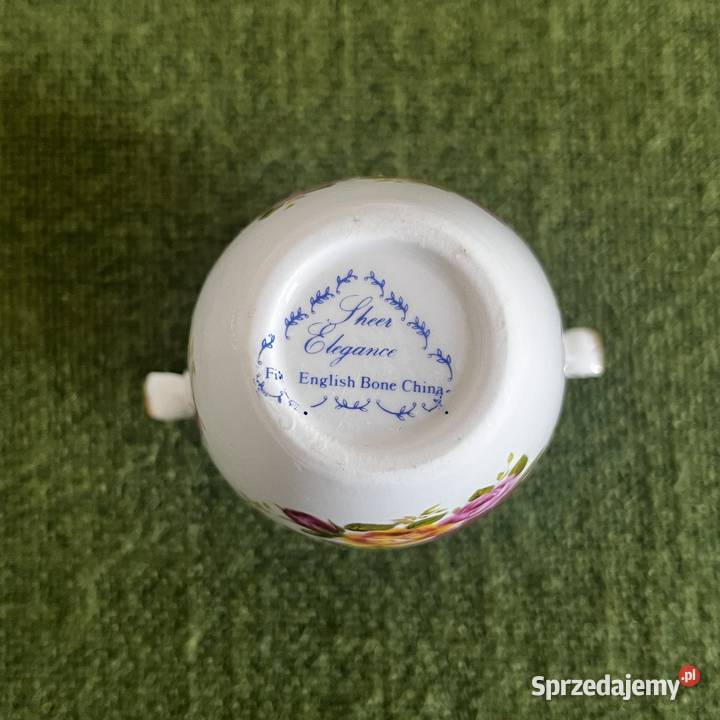 Sheer
Elegance
English Bone China
Sprzedajemy.pl